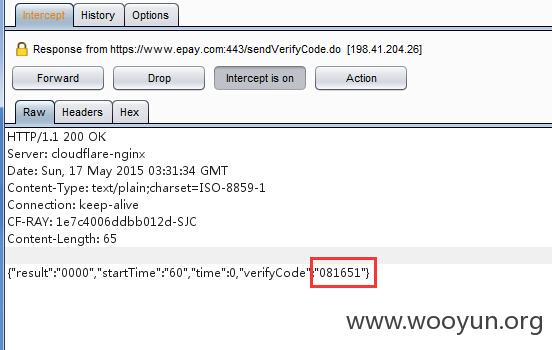 Intercept History Options
Response from https://www.epay.com:443/sendVerifyCode.do [198.41.204.26]
Forward Drop Intercept is on Action
Raw Headers Hex
HTTP/1.1 200 OK
Server: cloudflare-nginx
Date: Sun, 17 May 2015 03:31:34 GMT
Content-Type: text/plain;charset=ISO-8859-1
Connection: keep-alive
CF-RAY: 1e7c4006ddbb012d-SJC
Content-Length: 65
{"result":"0000","startTime":"60","time":0,"verifyCode":"081651"}
www.wooyun.org